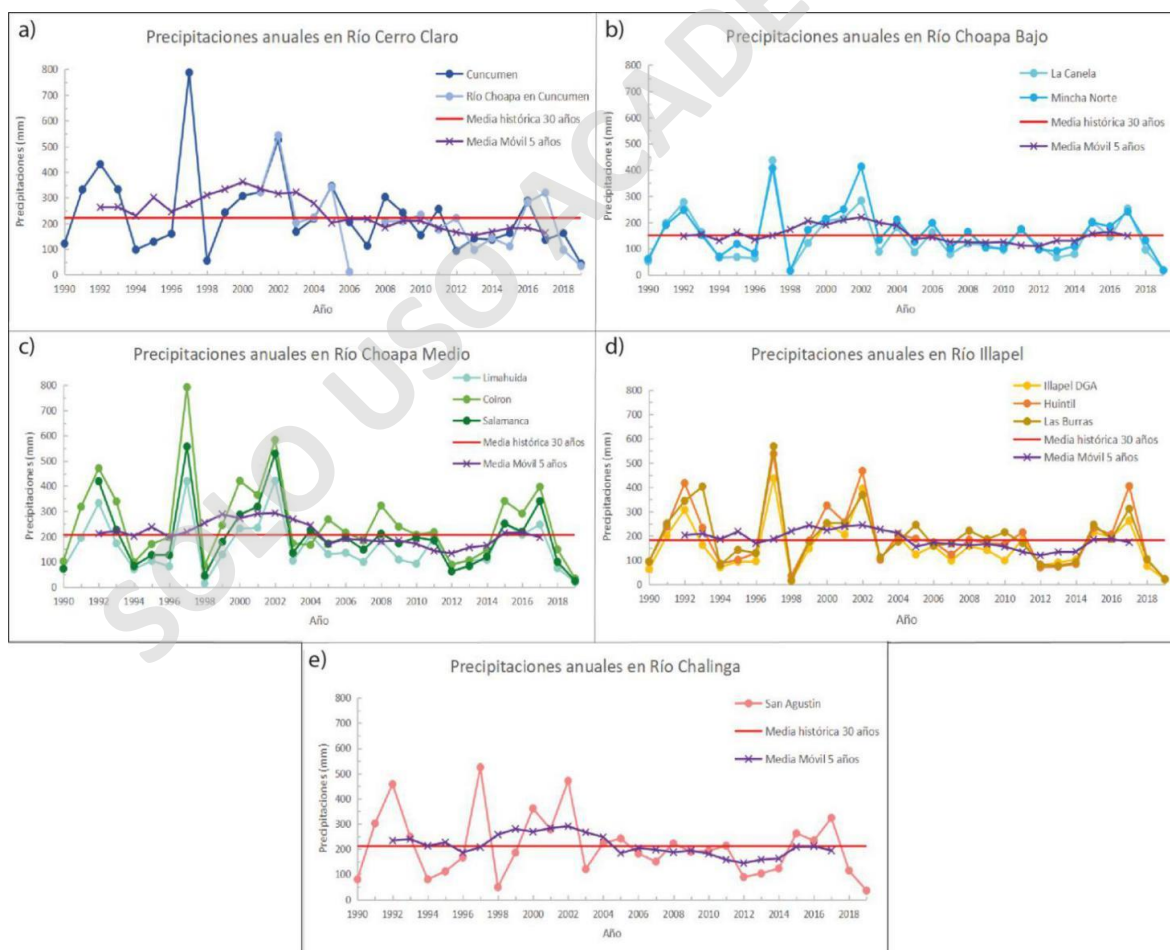 a)
Precipitaciones anuales en Río Cerro Claro
Cuncumen
Río Choapa en Cuncumen
Media histórica 30 años
Media Móvil 5 años
Precipitaciones (mm)
800
700
600
500
400
300
200
100
0
1990 1992 1994 1996 1998 2000 2002 2004 2006 2008 2010 2012 2014 2016 2018
Año
b)
Precipitaciones anuales en Río Choapa Bajo
La Canela
Mincha Norte
Media histórica 30 años
Media Móvil 5 años
Precipitaciones (mm)
800
700
600
500
400
300
200
100
0
1990 1992 1994 1996 1998 2000 2002 2004 2006 2008 2010 2012 2014 2016 2018
Año
c)
Precipitaciones anuales en Río Choapa Medio
Limahuida
Coiron
Salamanca
Media histórica 30 años
Media Móvil 5 años
Precipitaciones (mm)
800
700
600
500
400
300
200
100
0
1990 1992 1994 1996 1998 2000 2002 2004 2006 2008 2010 2012 2014 2016 2018
Año
d)
Precipitaciones anuales en Río Illapel
Illapel DGA
Huintil
Las Burras
Media histórica 30 años
Media Móvil 5 años
Precipitaciones (mm)
800
700
600
500
400
300
200
100
0
1990 1992 1994 1996 1998 2000 2002 2004 2006 2008 2010 2012 2014 2016 2018
Año
e)
Precipitaciones anuales en Río Chalinga
San Agustin
Media histórica 30 años
Media Móvil 5 años
Precipitaciones (mm)
800
700
600
500
400
300
200
100
0
1990 1992 1994 1996 1998 2000 2002 2004 2006 2008 2010 2012 2014 2016 2018
Año
SOLO USO ACADE